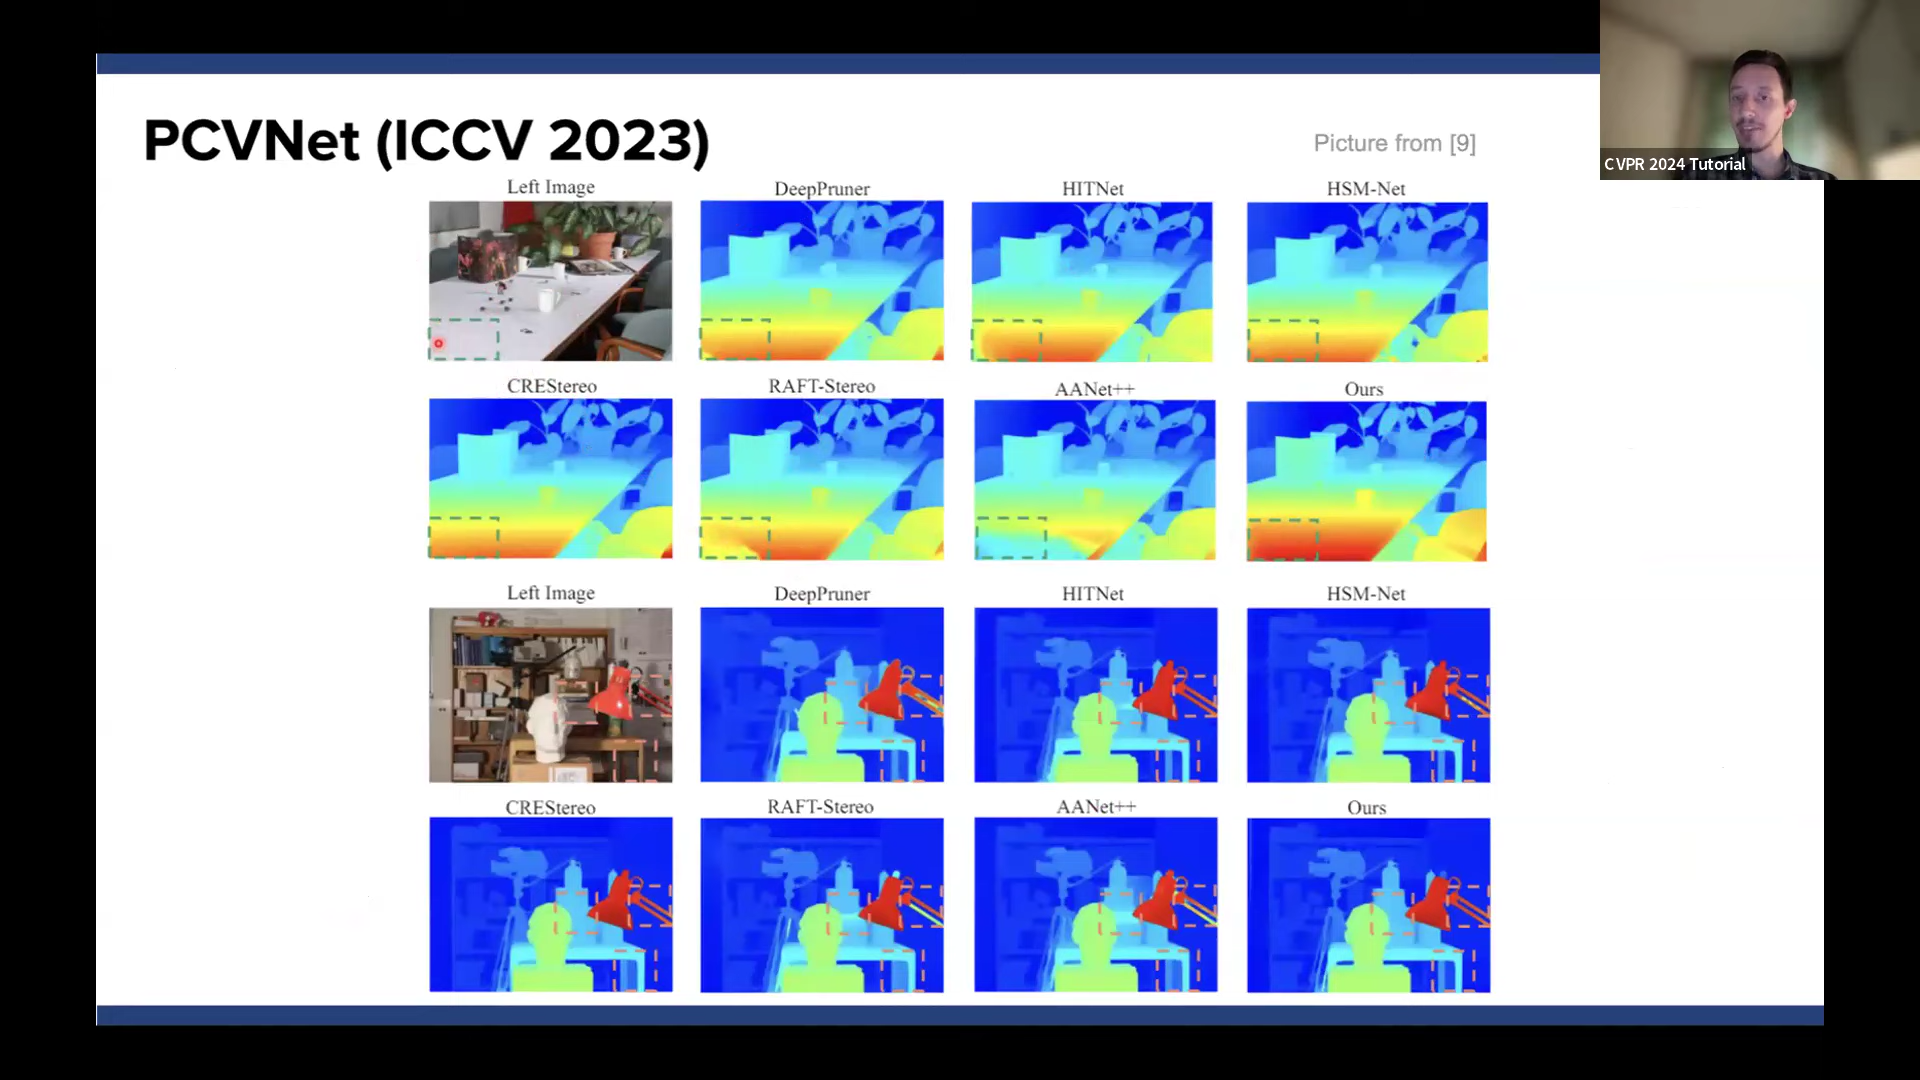 PCVNet (ICCV 2023)
Picture from [9]
CVPR 2024 Tutorial
Left Image
DeepPruner
HITNet
HSM-Net
CREStereo
RAFT-Stereo
AANet++
Ours
Left Image
DeepPruner
HITNet
HSM-Net
CREStereo
RAFT-Stereo
AANet++
Ours